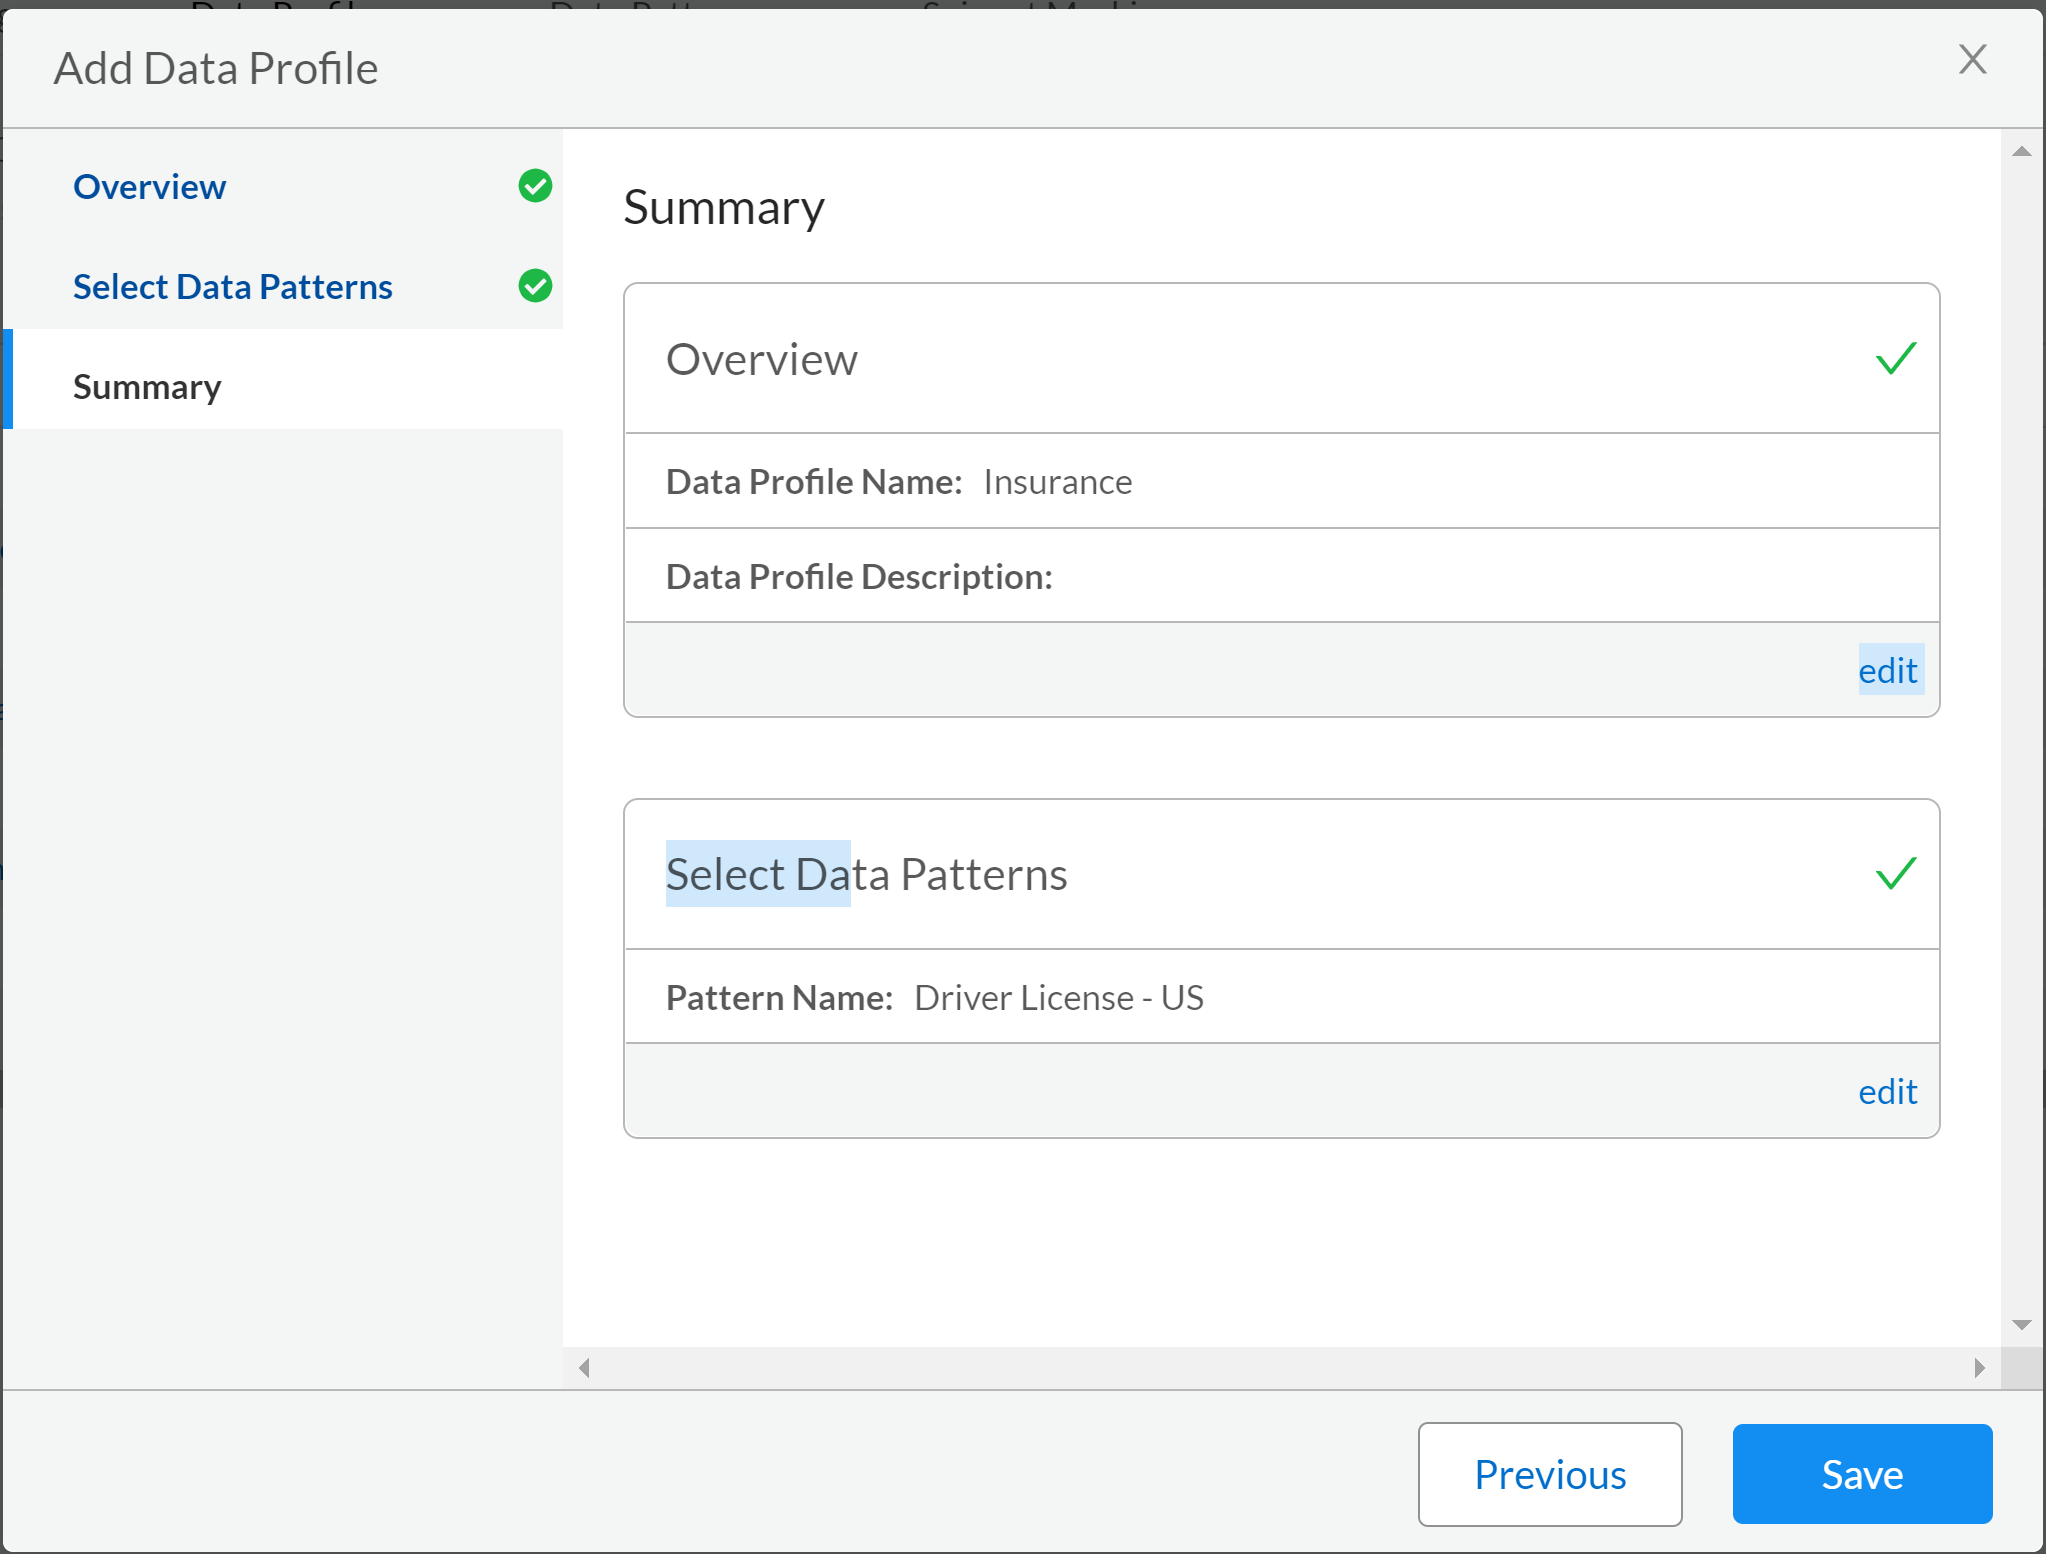 Add Data Profile
Overview
Select Data Patterns
Summary
Summary
Overview
Data Profile Name: Insurance
Data Profile Description:
edit
Select Data Patterns
Pattern Name: Driver License - US
edit
Previous
Save